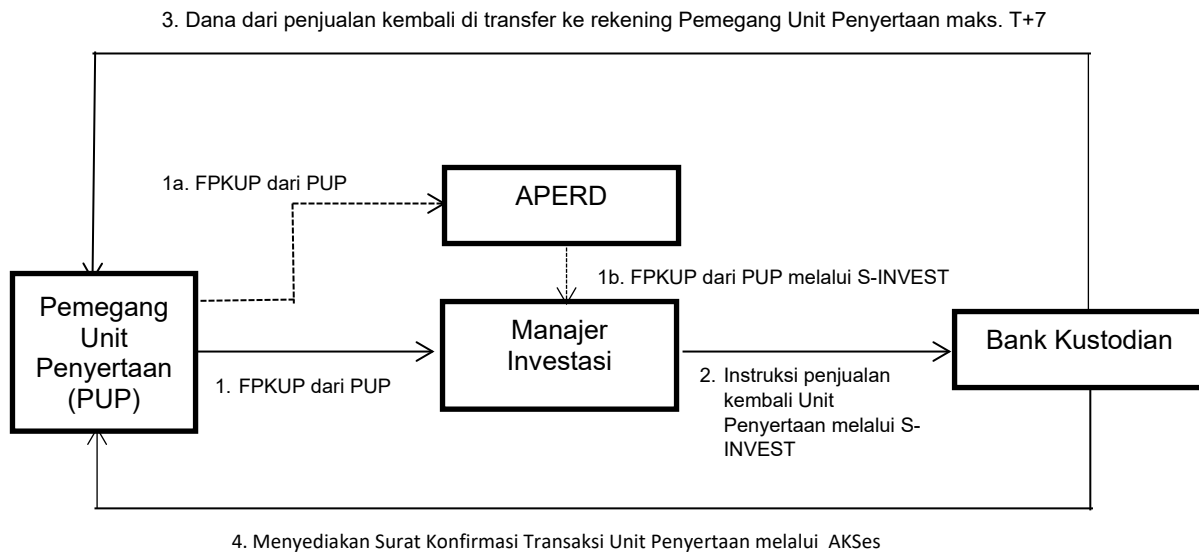 3. Dana dari penjualan kembali di transfer ke rekening Pemegang Unit Penyertaan maks. T+7
1a. FPKUP dari PUP
APERD
1b. FPKUP dari PUP melalui S-INVEST
Pemegang
Unit
Penyertaan
(PUP)
Manajer
Investasi
Bank Kustodian
1. FPKUP dari PUP
2. Instruksi penjualan
kembali Unit
Penyertaan melalui S-
INVEST
4. Menyediakan Surat Konfirmasi Transaksi Unit Penyertaan melalui AKSes